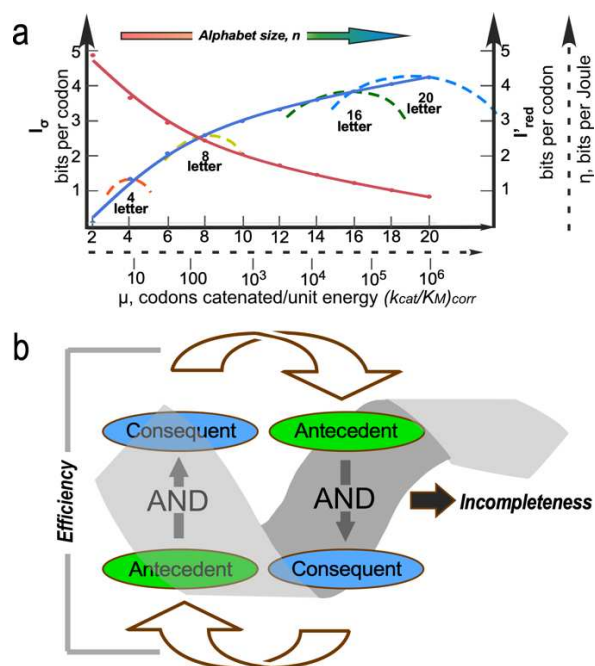 a
Alphabet size, n
5
4
3
2
1
Iσ
bits per codon
5
4
3
2
1
I'red
bits per codon
η, bits per Joule
4
letter
8
letter
16
letter
20
letter
2 4 6 8 10 12 14 16 18 20
10 100 10³ 10⁴ 10⁵ 10⁶
μ, codons catenated/unit energy (kcat/KM)corr
b
Efficiency
Consequent Antecedent
AND AND
Incompleteness
Antecedent Consequent